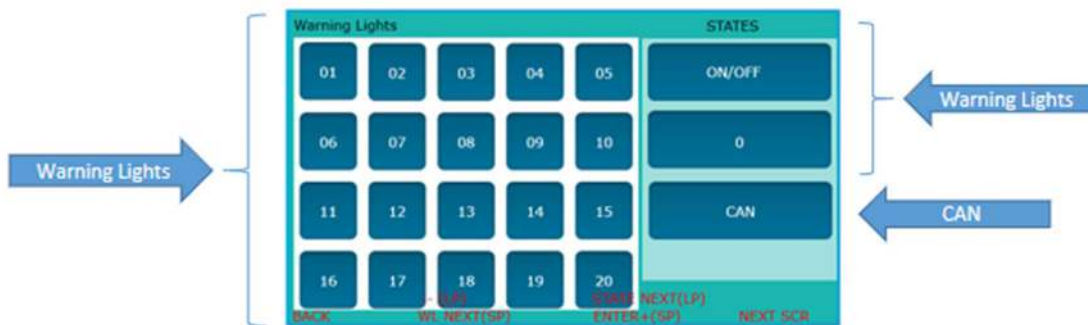 Warning Lights STATES
01 02 03 04 05 ON/OFF
Warning Lights
06 07 08 09 10 0
Warning Lights
11 12 13 14 15 CAN
CAN
16 17 18 19 20
STATE NEXT(LP)
BACK WL NEXT(SP) ENTER+(SP) NEXT SCR